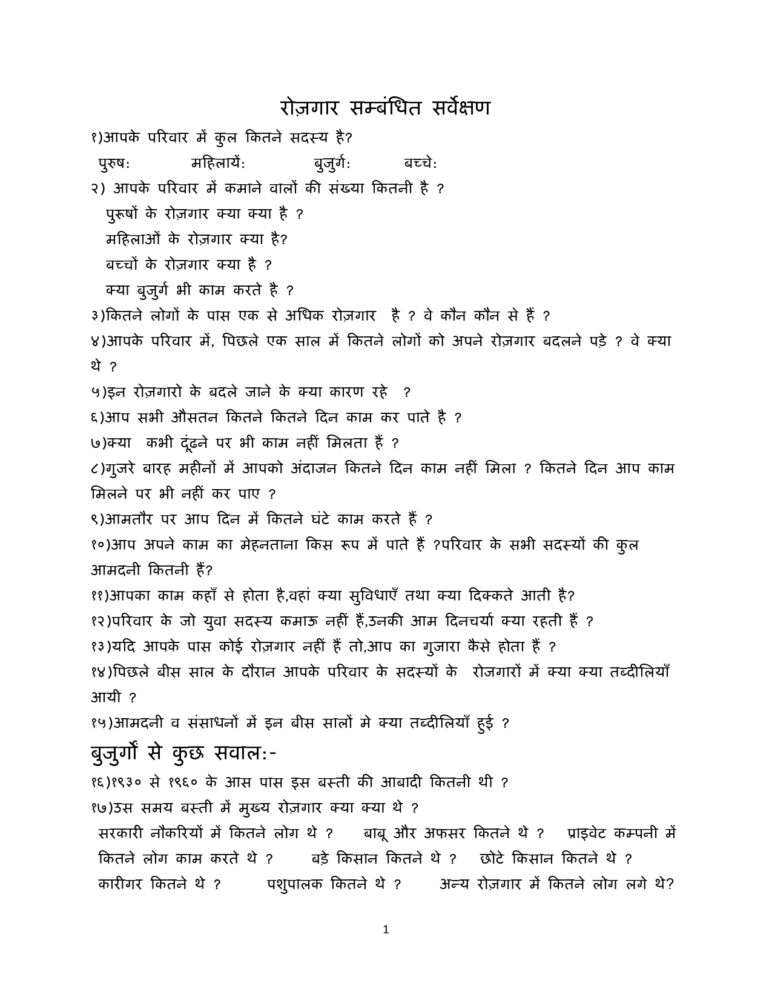 रोज़गार सम्बंधित सर्वेक्षण
१)आपके परिवार में कुल कितने सदस्य है?
पुरुष: महिलायें: बुजुर्ग: बच्चे:
२) आपके परिवार में कमाने वालों की संख्या कितनी है ?
पुरूषों के रोज़गार क्या क्या है ?
महिलाओं के रोज़गार क्या है?
बच्चों के रोज़गार क्या है ?
क्या बुजुर्ग भी काम करते है ?
३)कितने लोगों के पास एक से अधिक रोज़गार है ? वे कौन कौन से हैं ?
४)आपके परिवार में, पिछले एक साल में कितने लोगों को अपने रोज़गार बदलने पड़े ? वे क्या
थे ?
५)इन रोज़गारो के बदले जाने के क्या कारण रहे ?
६)आप सभी औसतन कितने कितने दिन काम कर पाते है ?
७)क्या कभी दूंढ़ने पर भी काम नहीं मिलता हैं ?
८)गुजरे बारह महीनों में आपको अंदाजन कितने दिन काम नहीं मिला ? कितने दिन आप काम
मिलने पर भी नहीं कर पाए ?
९)आमतौर पर आप दिन में कितने घंटे काम करते हैं ?
१०)आप अपने काम का मेहनताना किस रूप में पाते हैं ?परिवार के सभी सदस्यों की कुल
आमदनी कितनी हैं?
११)आपका काम कहाँ से होता है,वहां क्या सुविधाएँ तथा क्या दिक्कते आती है?
१२)परिवार के जो युवा सदस्य कमाऊ नहीं हैं,उनकी आम दिनचर्या क्या रहती हैं ?
१३)यदि आपके पास कोई रोज़गार नहीं हैं तो,आप का गुजारा कैसे होता हैं ?
१४)पिछले बीस साल के दौरान आपके परिवार के सदस्यों के रोजगारों में क्या क्या तब्दीलियाँ
आयी ?
१५)आमदनी व संसाधनों में इन बीस सालों मे क्या तब्दीलियाँ हुई ?
बुजुर्गों से कुछ सवाल:-
१६)१९३० से १९६० के आस पास इस बस्ती की आबादी कितनी थी ?
१७)उस समय बस्ती में मुख्य रोज़गार क्या क्या थे ?
सरकारी नौकरियों में कितने लोग थे ? बाबू और अफसर कितने थे ? प्राइवेट कम्पनी में
कितने लोग काम करते थे ? बड़े किसान कितने थे ? छोटे किसान कितने थे ?
कारीगर कितने थे ? पशुपालक कितने थे ? अन्य रोज़गार में कितने लोग लगे थे?
1